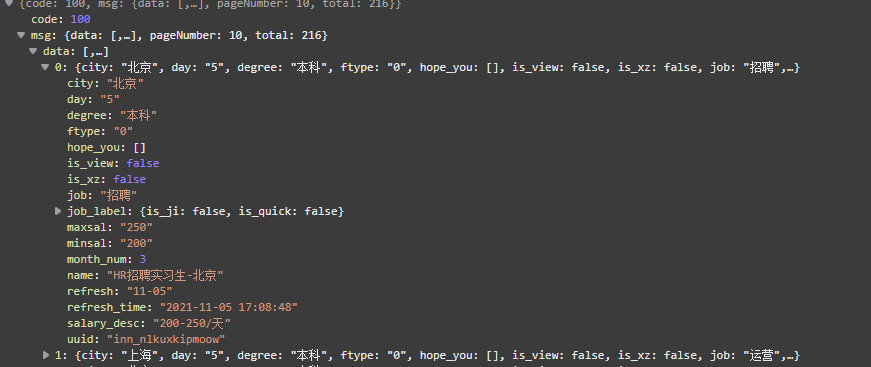 {code: 100, msg: {data: [,…], pageNumber: 10, total: 216}}
code: 100
msg: {data: [,…], pageNumber: 10, total: 216}
data: [,…]
0: {city: "北京", day: "5", degree: "本科", ftype: "0", hope_you: [], is_view: false, is_xz: false, job: "招聘",…}
city: "北京"
day: "5"
degree: "本科"
ftype: "0"
hope_you: []
is_view: false
is_xz: false
job: "招聘"
job_label: {is_ji: false, is_quick: false}
maxsal: "250"
minsal: "200"
month_num: 3
name: "HR招聘实习生-北京"
refresh: "11-05"
refresh_time: "2021-11-05 17:08:48"
salary_desc: "200-250/天"
uuid: "inn_nlkuxkipmoow"
1: {city: "上海", day: "5", degree: "本科", ftype: "0", hope_you: [], is_view: false, is_xz: false, job: "运营",…}